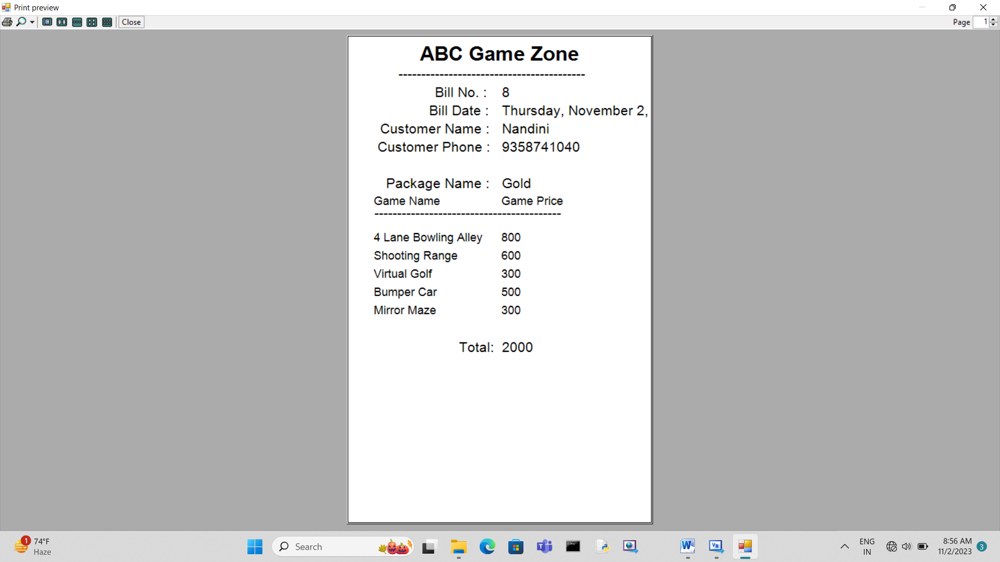 Print preview
Close
Page 1
ABC Game Zone
-----------------------------------------
Bill No. : 8
Bill Date : Thursday, November 2,
Customer Name : Nandini
Customer Phone : 9358741040
Package Name : Gold
Game Name Game Price
-----------------------------------------
4 Lane Bowling Alley 800
Shooting Range 600
Virtual Golf 300
Bumper Car 500
Mirror Maze 300
Total: 2000
1
74°F
Haze
Search
ENG
IN
8:56 AM
11/2/2023
3